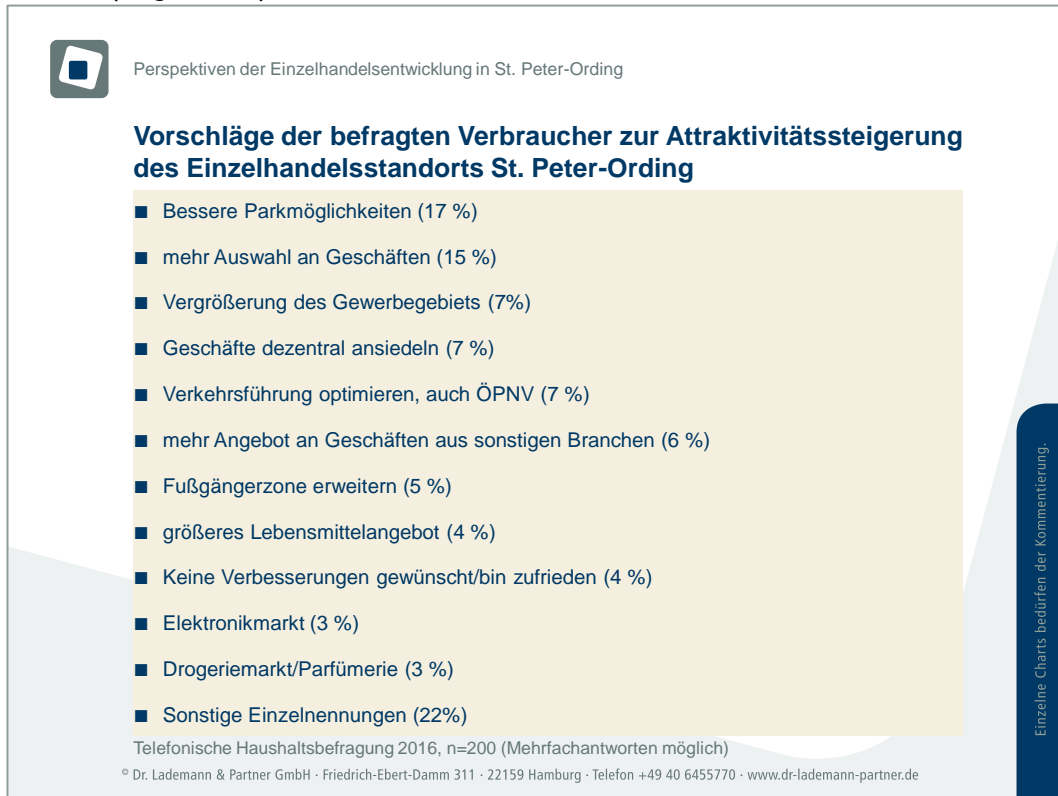 Perspektiven der Einzelhandelsentwicklung in St. Peter-Ording
Vorschläge der befragten Verbraucher zur Attraktivitätssteigerung
des Einzelhandelsstandorts St. Peter-Ording
■ Bessere Parkmöglichkeiten (17 %)
■ mehr Auswahl an Geschäften (15 %)
■ Vergrößerung des Gewerbegebiets (7%)
■ Geschäfte dezentral ansiedeln (7 %)
■ Verkehrsführung optimieren, auch ÖPNV (7 %)
■ mehr Angebot an Geschäften aus sonstigen Branchen (6 %)
■ Fußgängerzone erweitern (5 %)
■ größeres Lebensmittelangebot (4 %)
■ Keine Verbesserungen gewünscht/bin zufrieden (4 %)
■ Elektronikmarkt (3 %)
■ Drogeriemarkt/Parfümerie (3 %)
■ Sonstige Einzelnennungen (22%)
Telefonische Haushaltsbefragung 2016, n=200 (Mehrfachantworten möglich)
© Dr. Lademann & Partner GmbH · Friedrich-Ebert-Damm 311 · 22159 Hamburg · Telefon +49 40 6455770 · www.dr-lademann-partner.de
Einzelne Charts bedürfen der Kommentierung.